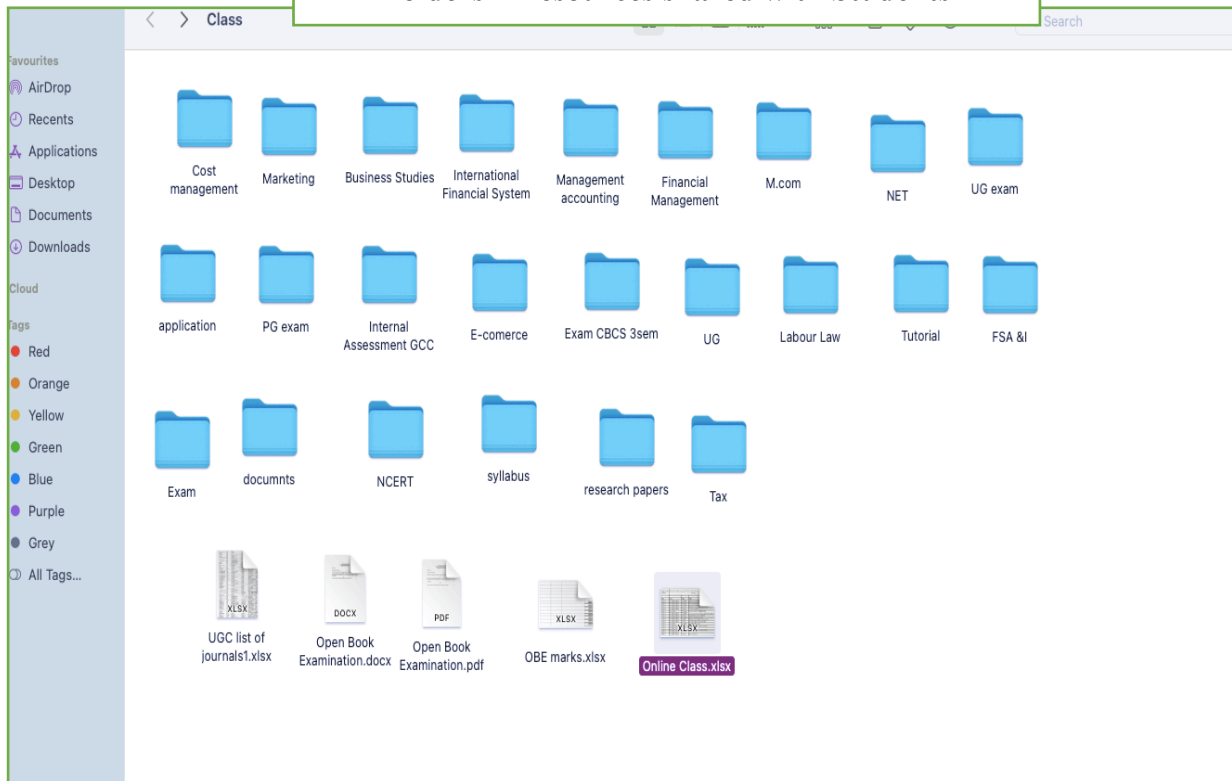 Class
Search
Favourites
AirDrop
Recents
Applications
Desktop
Documents
Downloads
Cloud
Tags
Red
Orange
Yellow
Green
Blue
Purple
Grey
All Tags...
Cost
management
Marketing
Business Studies
International
Financial System
Management
accounting
Financial
Management
M.com
NET
UG exam
application
PG exam
Internal
Assessment GCC
E-comerce
Exam CBCS 3sem
UG
Labour Law
Tutorial
FSA &I
Exam
documnts
NCERT
syllabus
research papers
Tax
XLSX
UGC list of
journals1.xlsx
DOCX
Open Book
Examination.docx
PDF
Open Book
Examination.pdf
XLSX
OBE marks.xlsx
XLSX
Online Class.xlsx